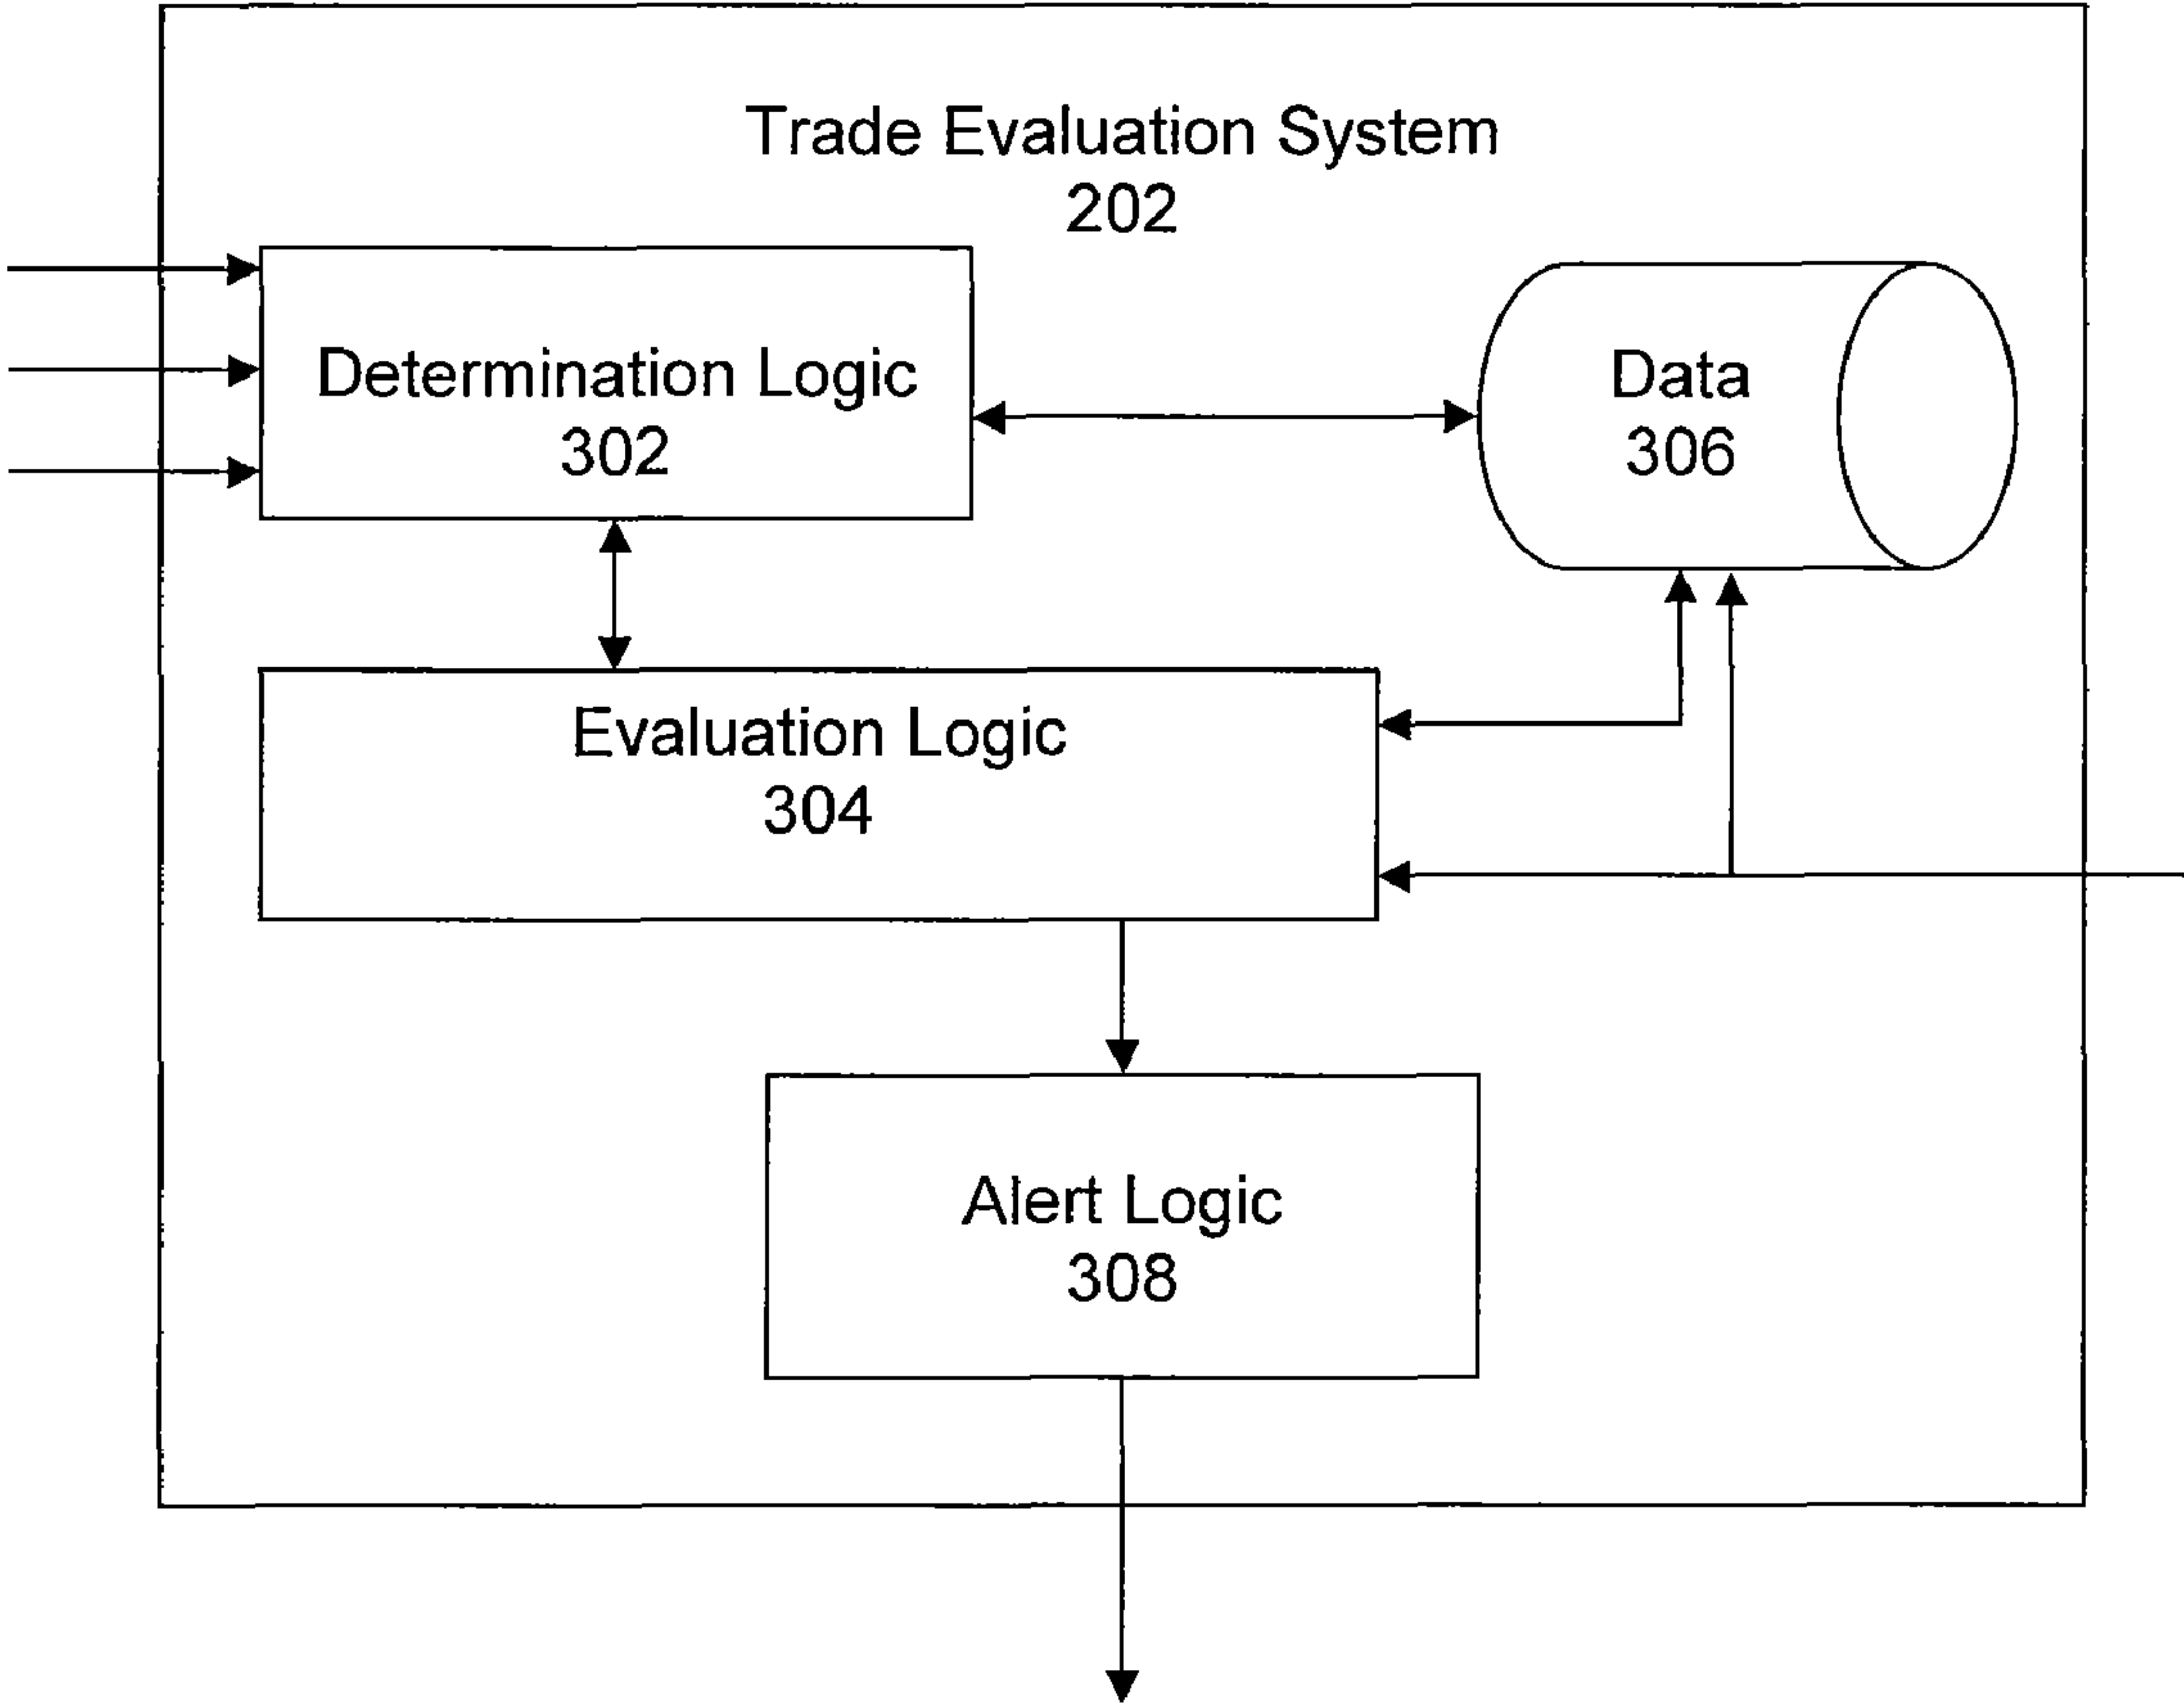 Trade Evaluation System
202
Determination Logic
302
Data
306
Evaluation Logic
304
Alert Logic
308